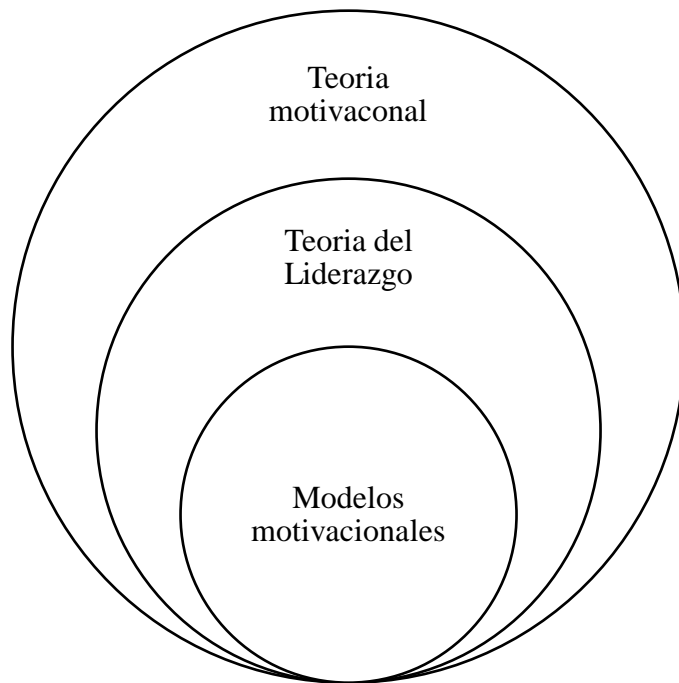 Teoria
motivaconal
Teoria del
Liderazgo
Modelos
motivacionales